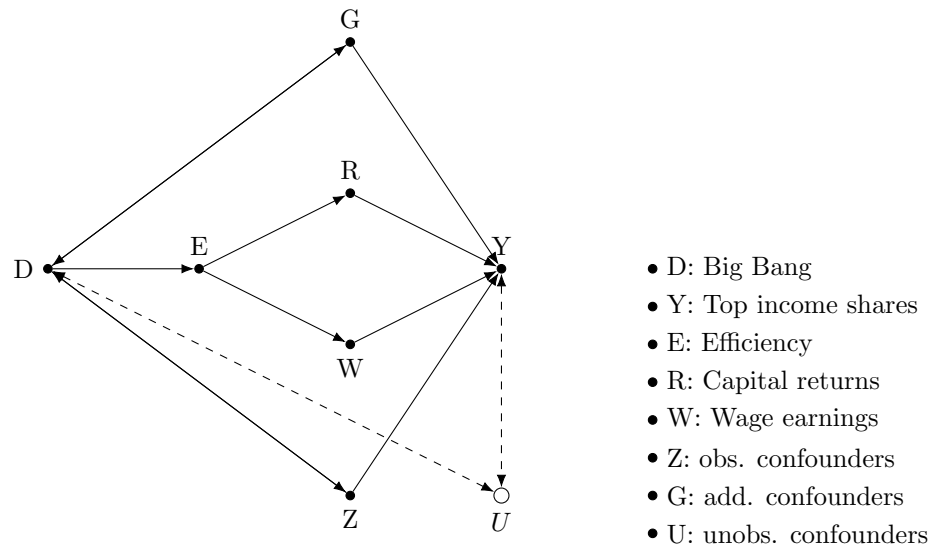 G
R
E
Y
D
W
Z
U
• D: Big Bang
• Y: Top income shares
• E: Efficiency
• R: Capital returns
• W: Wage earnings
• Z: obs. confounders
• G: add. confounders
• U: unobs. confounders